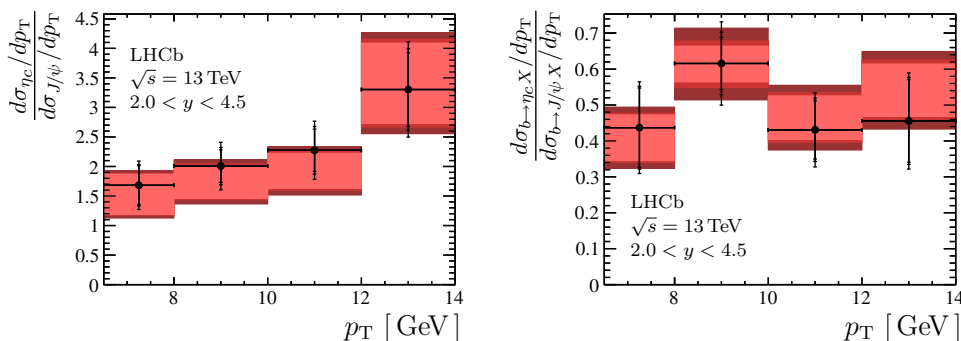 dσ_{ηc}/dp_T
dσ_{J/ψ}/dp_T
4.5
4
3.5
3
2.5
2
1.5
1
0.5
0
LHCb
√s = 13 TeV
2.0 < y < 4.5
8 10 12 14
p_T [GeV]
dσ_{b→ηc X}/dp_T
dσ_{b→J/ψ X}/dp_T
0.7
0.6
0.5
0.4
0.3
0.2
0.1
0
LHCb
√s = 13 TeV
2.0 < y < 4.5
8 10 12 14
p_T [GeV]